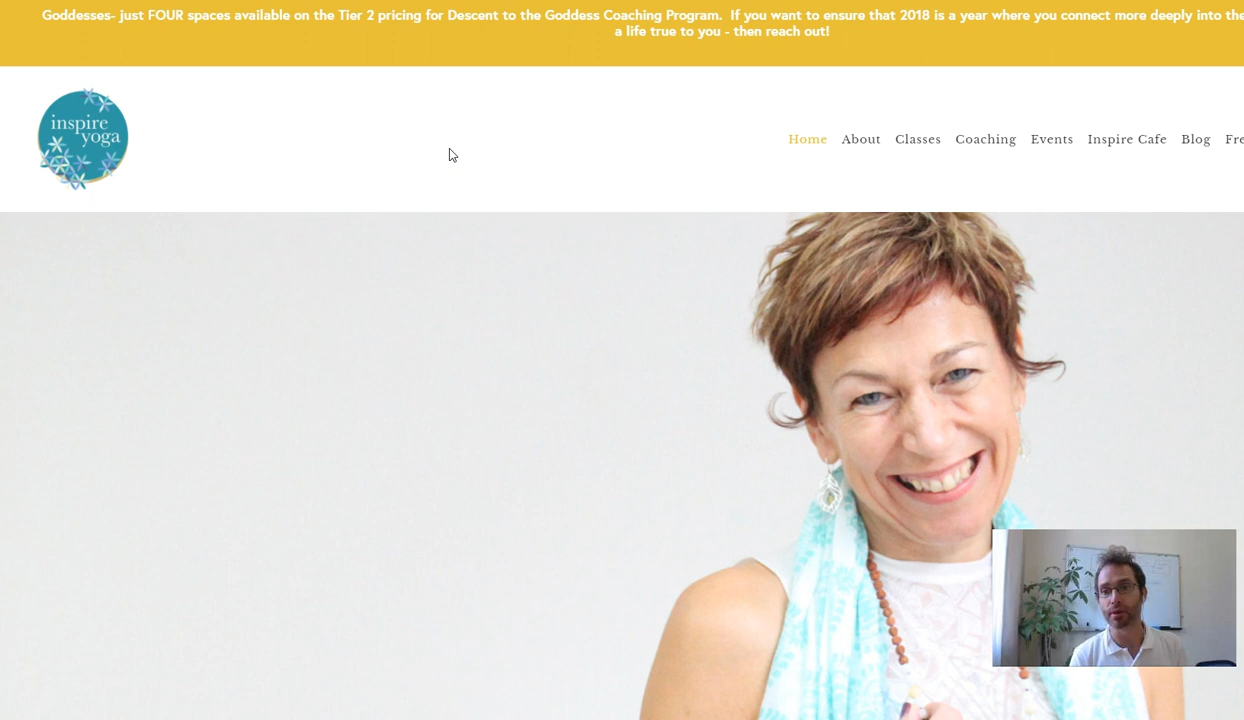 Goddesses- just FOUR spaces available on the Tier 2 pricing for Descent to the Goddess Coaching Program.  If you want to ensure that 2018 is a year where you connect more deeply into the
a life true to you - then reach out!
inspire
yoga
Home About Classes Coaching Events Inspire Cafe Blog Fre